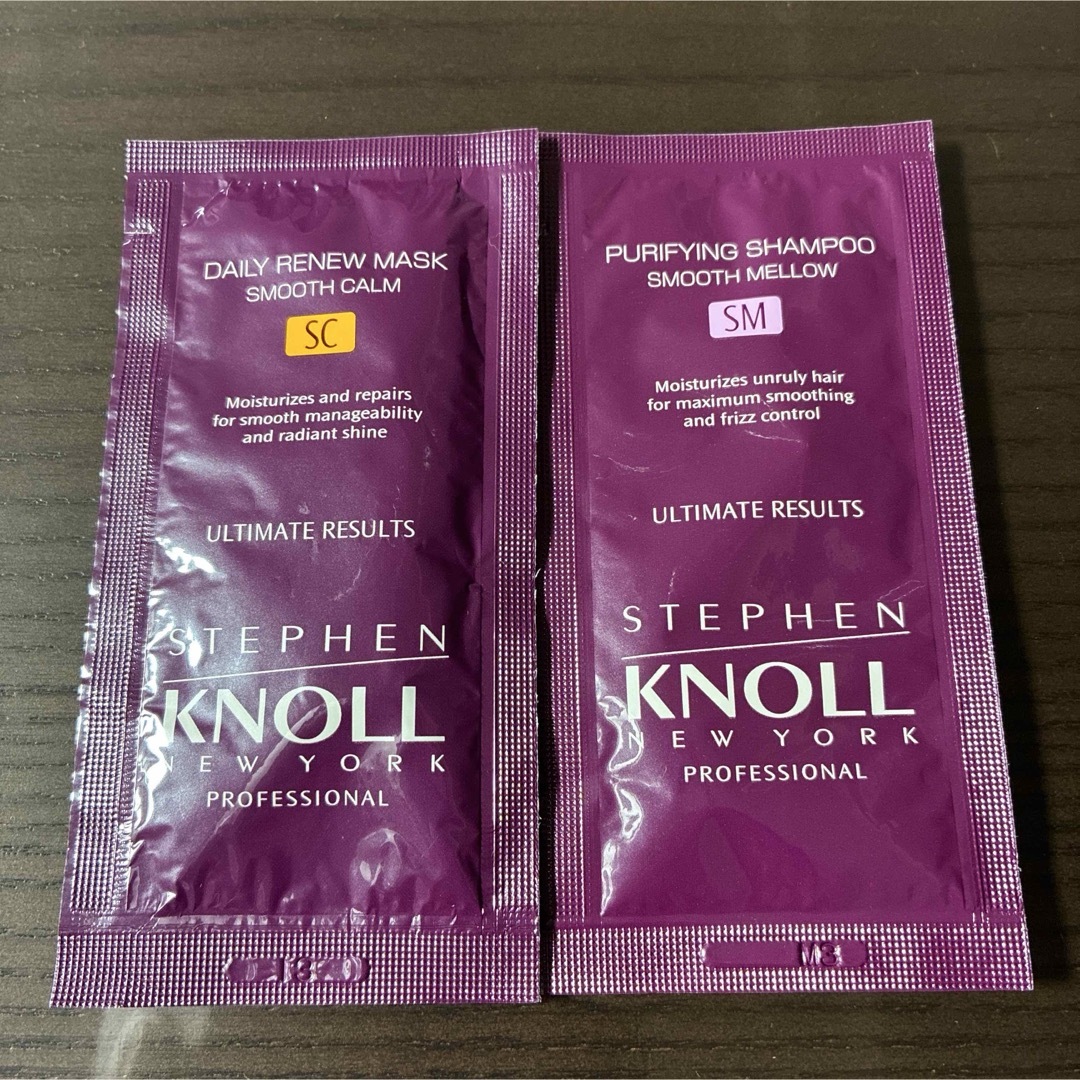 DAILY RENEW MASK
SMOOTH CALM
SC
Moisturizes and repairs
for smooth manageability
and radiant shine
ULTIMATE RESULTS
STEPHEN
KNOLL
NEW YORK
PROFESSIONAL
PURIFYING SHAMPOO
SMOOTH MELLOW
SM
Moisturizes unruly hair
for maximum smoothing
and frizz control
ULTIMATE RESULTS
STEPHEN
KNOLL
NEW YORK
PROFESSIONAL
M3